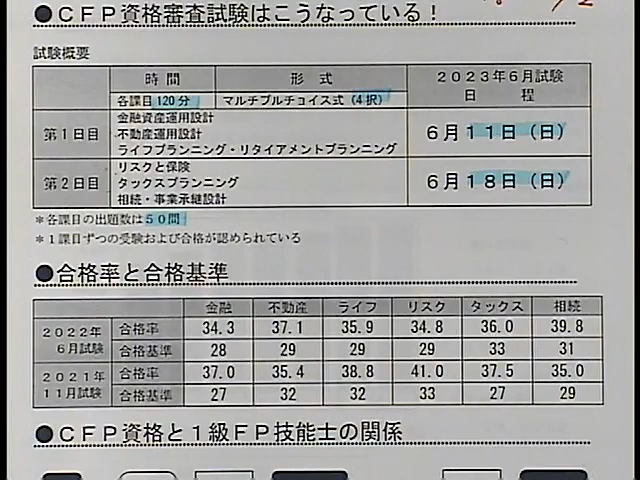 ●ＣＦＰ資格審査試験はこうなっている！
試験概要
時間 形式 ２０２３年６月試験
日程
各課目120分 マルチプルチョイス式（4択）
第１日目 金融資産運用設計 ６月１１日（日）
不動産運用設計
ライフプランニング・リタイアメントプランニング
第２日目 リスクと保険 ６月１８日（日）
タックスプランニング
相続・事業承継設計
＊各課目の出題数は５０問
＊１課目ずつの受験および合格が認められている
●合格率と合格基準
金融 不動産 ライフ リスク タックス 相続
２０２２年６月試験 合格率 34.3 37.1 35.9 34.8 36.0 39.8
合格基準 28 29 29 29 33 31
２０２１年１１月試験 合格率 37.0 35.4 38.8 41.0 37.5 35.0
合格基準 27 32 32 33 27 29
●ＣＦＰ資格と１級ＦＰ技能士の関係